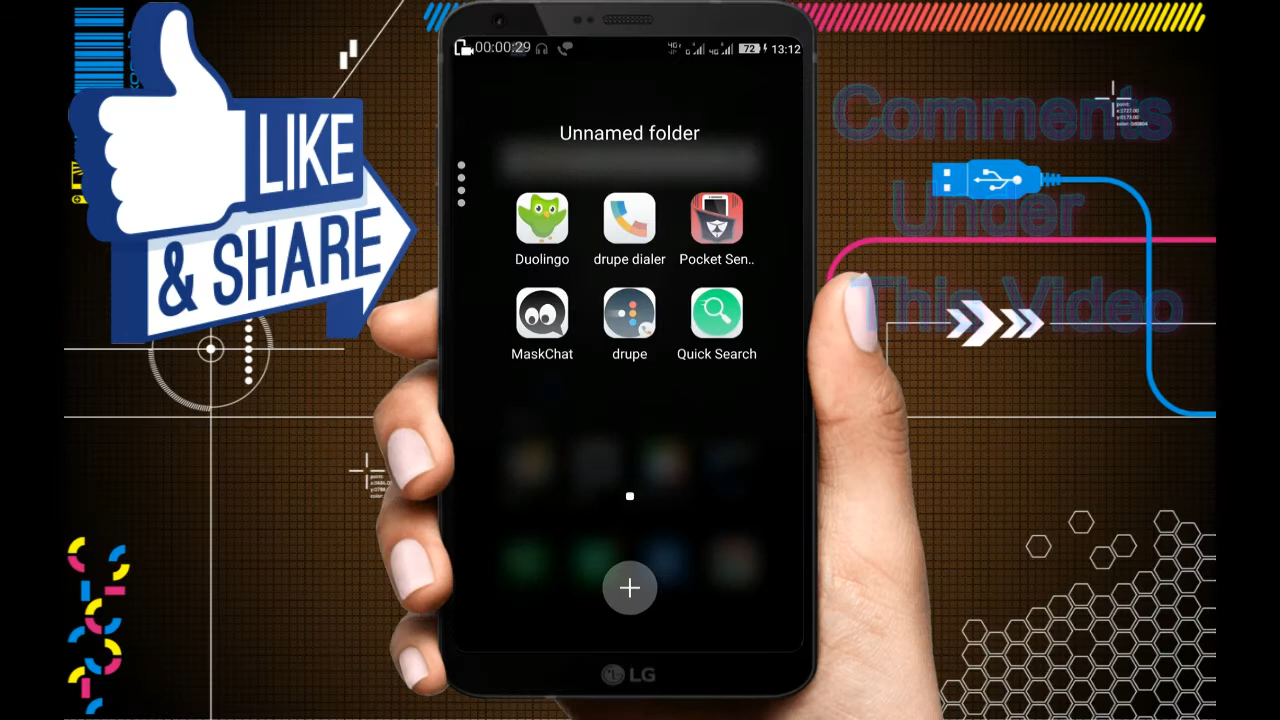 LIKE
& SHARE
00:00:29
72
13:12
Unnamed folder
Duolingo
drupe dialer
Pocket Sen..
MaskChat
drupe
Quick Search
LG
Comments
Under
This Video